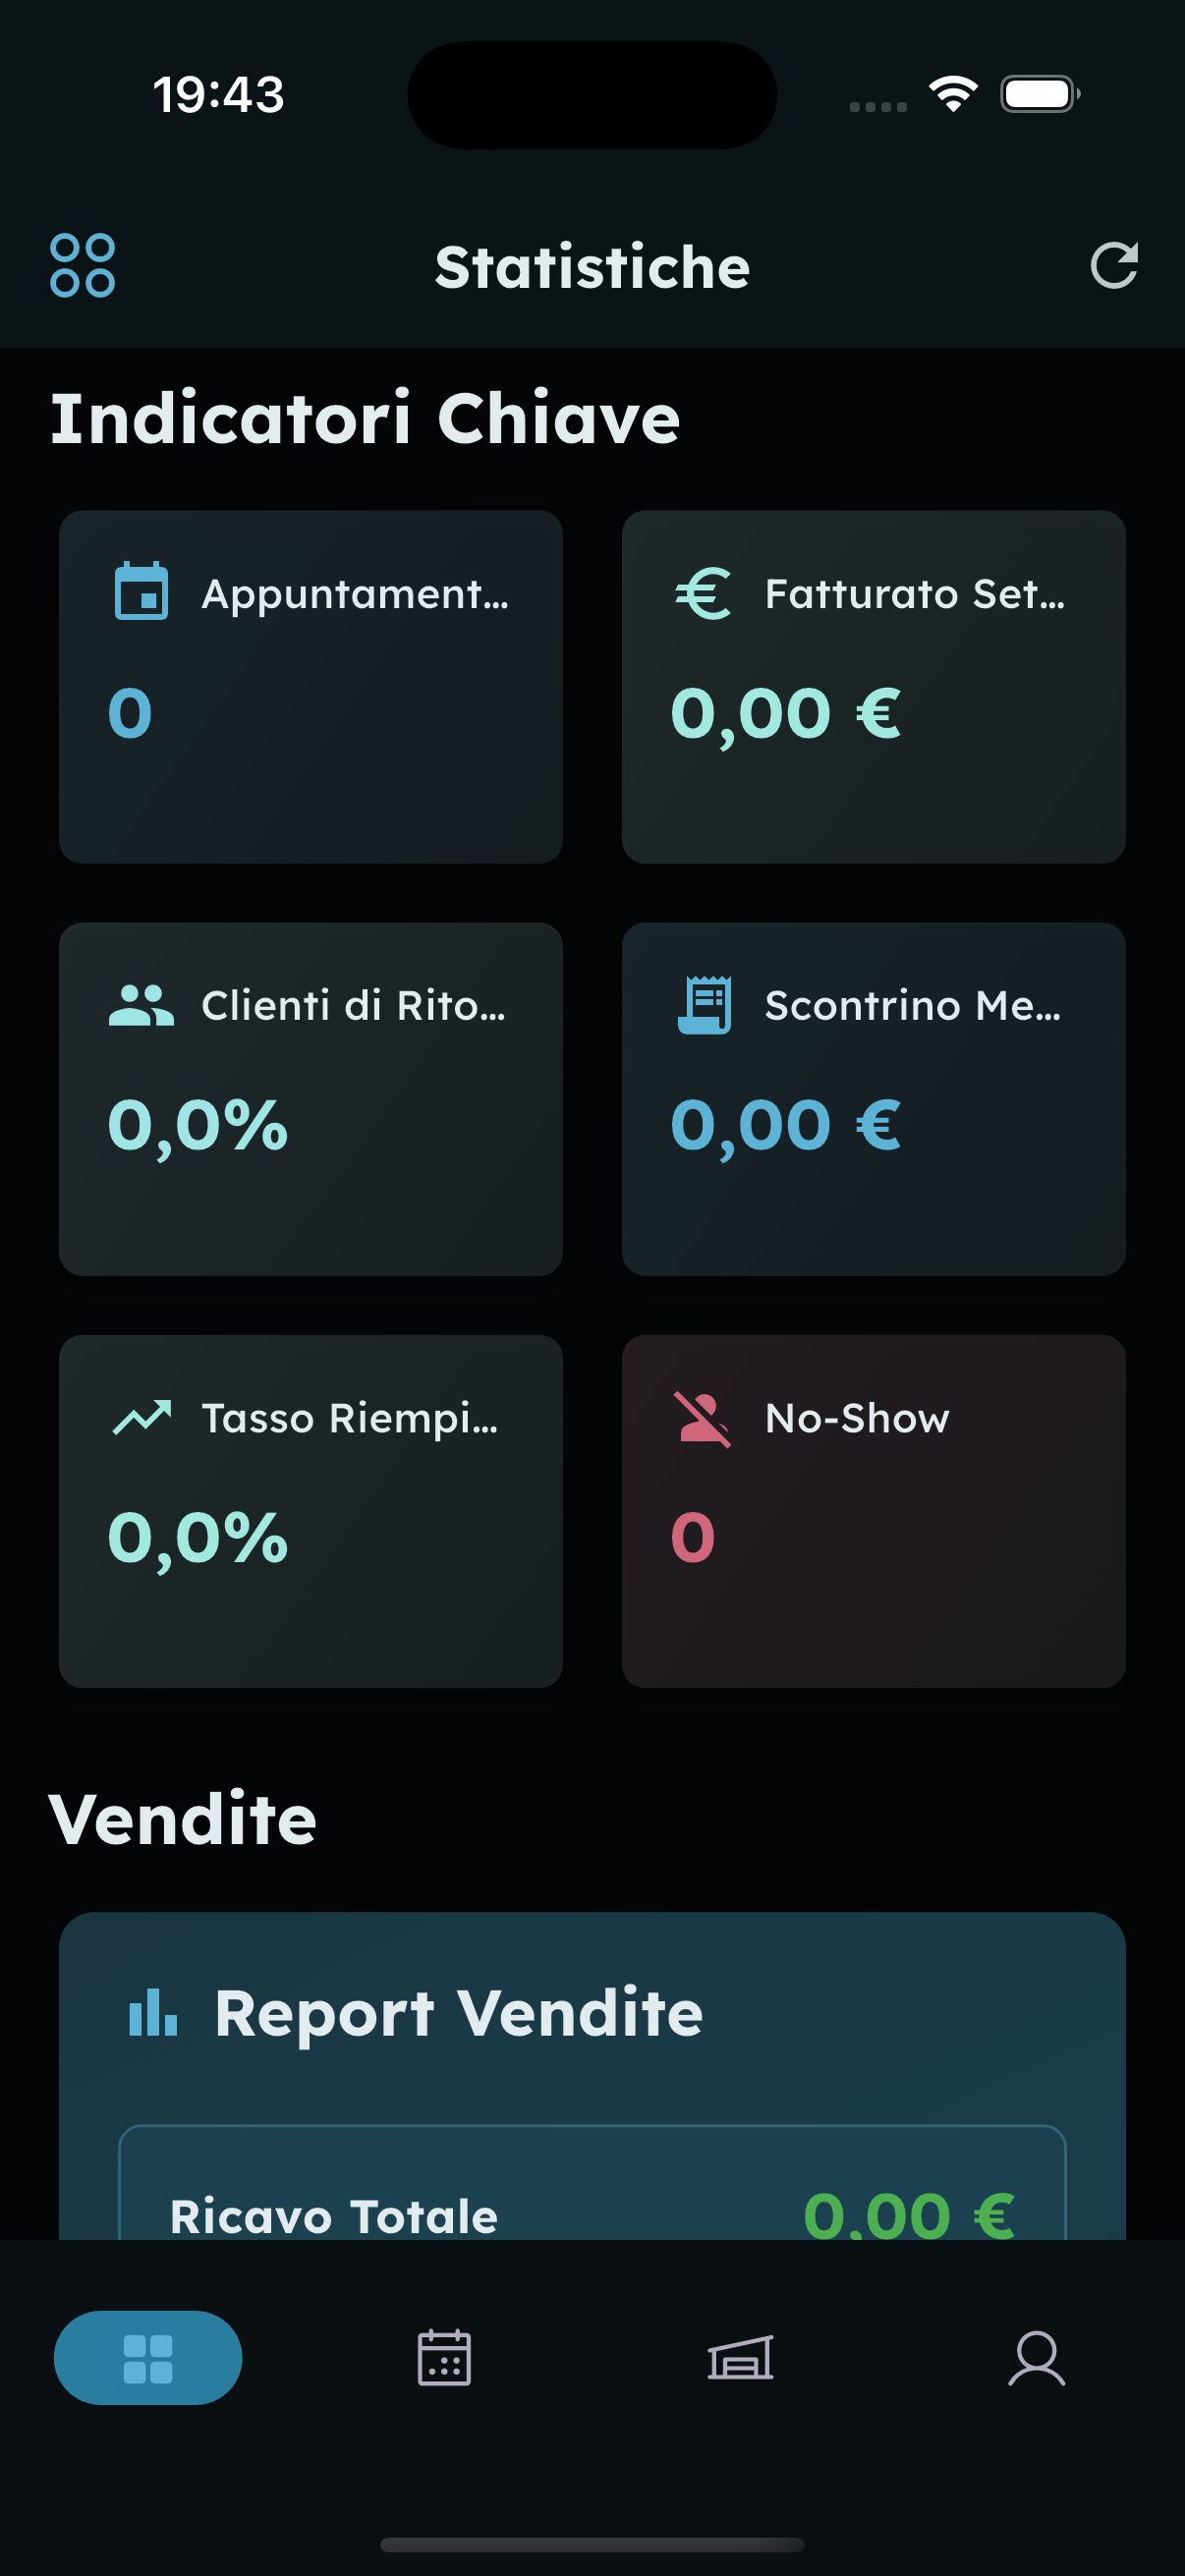 19:43
Statistiche
Indicatori Chiave
Appuntament...
0
Fatturato Set...
0,00 €
Clienti di Rito...
0,0%
Scontrino Me...
0,00 €
Tasso Riempi...
0,0%
No-Show
0
Vendite
Report Vendite
Ricavo Totale
0,00 €